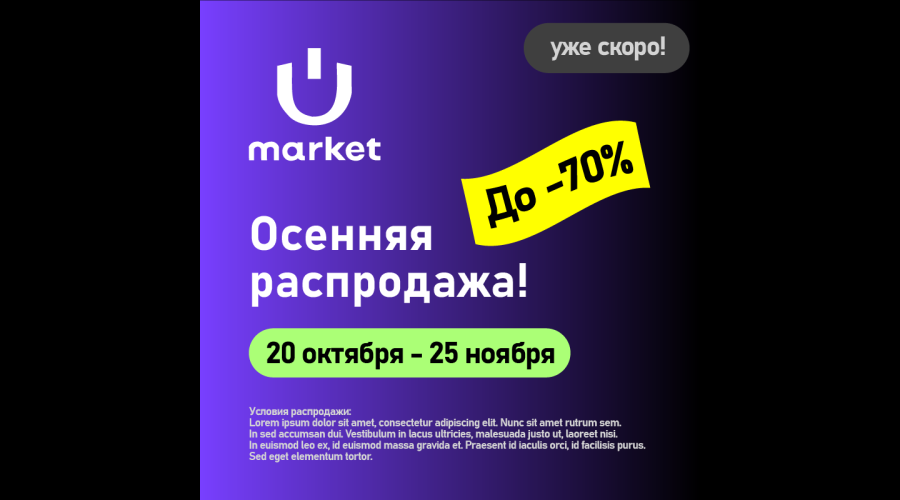 уже скоро!
market
До -70%
Осенняя
распродажа!
20 октября - 25 ноября
Условия распродажи:
Lorem ipsum dolor sit amet, consectetur adipiscing elit. Nunc sit amet rutrum sem.
In sed accumsan dui. Vestibulum in lacus ultricies, malesuada justo ut, laoreet nisi.
In euismod leo ex, id euismod massa gravida et. Praesent id iaculis orci, id facilisis purus.
Sed eget elementum tortor.